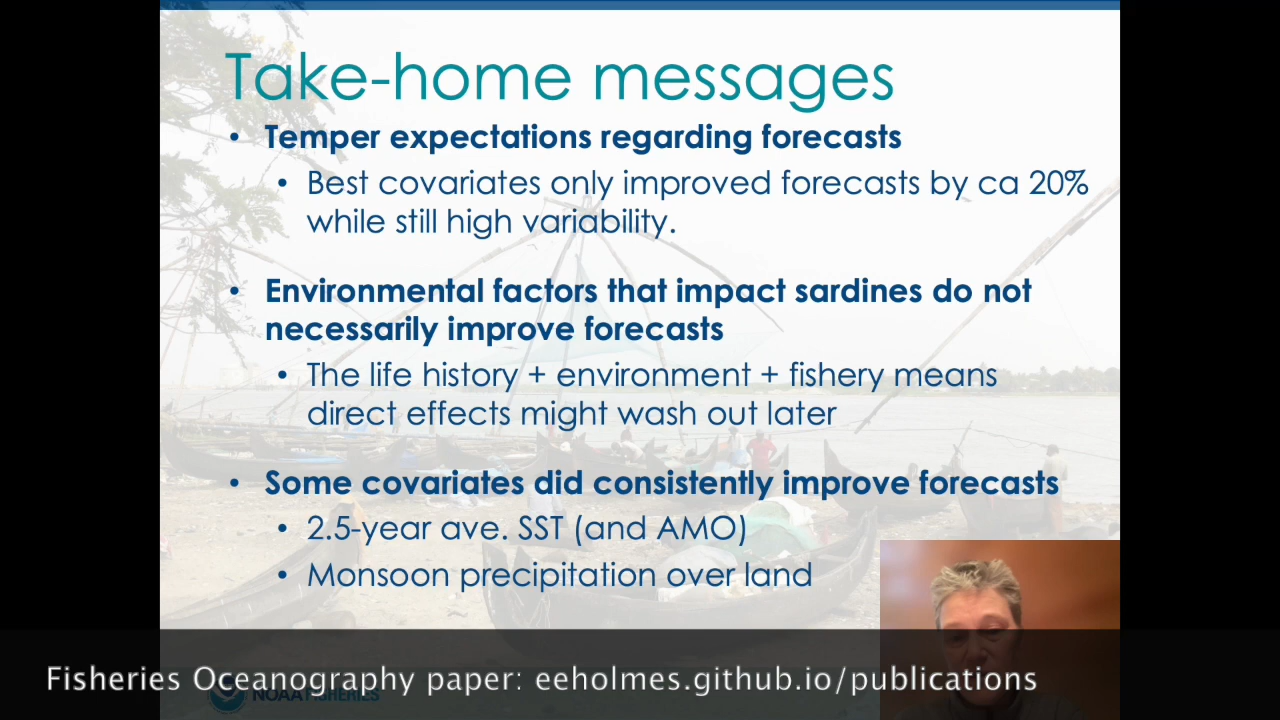 Take-home messages
• Temper expectations regarding forecasts
• Best covariates only improved forecasts by ca 20%
while still high variability.
• Environmental factors that impact sardines do not
necessarily improve forecasts
• The life history + environment + fishery means
direct effects might wash out later
• Some covariates did consistently improve forecasts
• 2.5-year ave. SST (and AMO)
• Monsoon precipitation over land
Fisheries Oceanography paper: eeholmes.github.io/publications
NOAA FISHERIES